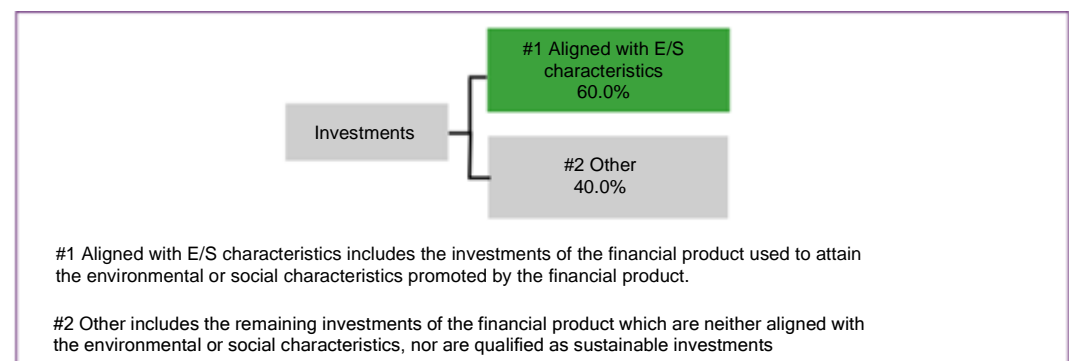 #1 Aligned with E/S
characteristics
60.0%
Investments
#2 Other
40.0%
#1 Aligned with E/S characteristics includes the investments of the financial product used to attain
the environmental or social characteristics promoted by the financial product.
#2 Other includes the remaining investments of the financial product which are neither aligned with
the environmental or social characteristics, nor are qualified as sustainable investments